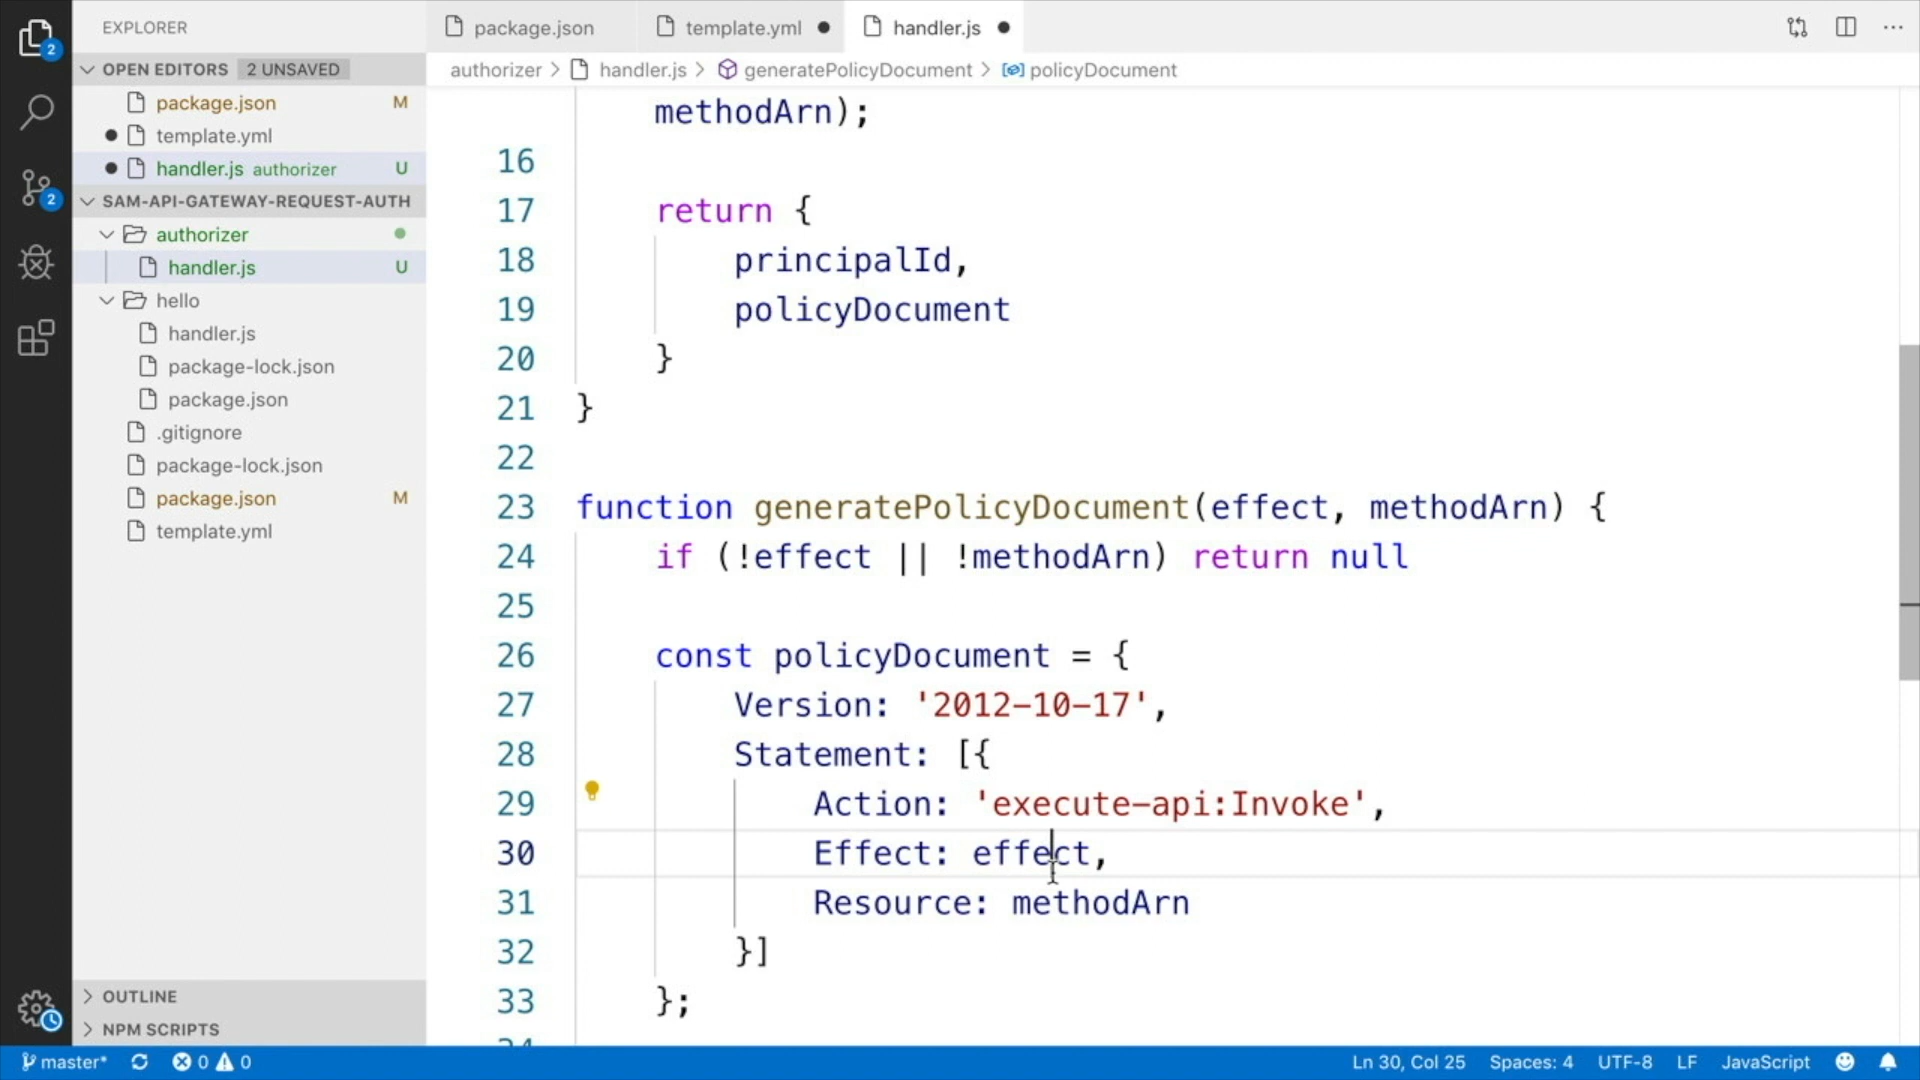 EXPLORER
OPEN EDITORS 2 UNSAVED
package.json M
template.yml
handler.js authorizer U
SAM-API-GATEWAY-REQUEST-AUTH
authorizer
handler.js U
hello
handler.js
package-lock.json
package.json
.gitignore
package-lock.json
package.json M
template.yml
OUTLINE
NPM SCRIPTS
2
2
package.json
template.yml
handler.js
authorizer > handler.js > generatePolicyDocument > policyDocument
methodArn);
16
17 return {
18 principalId,
19 policyDocument
20 }
21 }
22
23 function generatePolicyDocument(effect, methodArn) {
24 if (!effect || !methodArn) return null
25
26 const policyDocument = {
27 Version: '2012-10-17',
28 Statement: [{
29 Action: 'execute-api:Invoke',
30 Effect: effect,
31 Resource: methodArn
32 }]
33 };
master* 0 0 Ln 30, Col 25 Spaces: 4 UTF-8 LF JavaScript